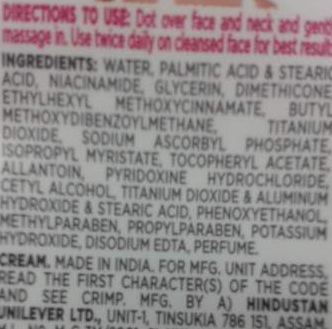 DIRECTIONS TO USE: Dot over face and neck and gently
massage in. Use twice daily on cleansed face for best result
INGREDIENTS: WATER, PALMITIC ACID & STEARIC
ACID, NIACINAMIDE, GLYCERIN, DIMETHICONE
ETHYLHEXYL METHOXYCINNAMATE, BUTYL
METHOXYDIBENZOYLMETHANE, TITANIUM
DIOXIDE, SODIUM ASCORBYL PHOSPHATE,
ISOPROPYL MYRISTATE, TOCOPHERYL ACETATE,
ALLANTOIN, PYRIDOXINE HYDROCHLORIDE,
CETYL ALCOHOL, TITANIUM DIOXIDE & ALUMINUM
HYDROXIDE & STEARIC ACID, PHENOXYETHANOL,
METHYLPARABEN, PROPYLPARABEN, POTASSIUM
HYDROXIDE, DISODIUM EDTA, PERFUME.
CREAM. MADE IN INDIA. FOR MFG. UNIT ADDRESS,
READ THE FIRST CHARACTER(S) OF THE CODE
AND SEE CRIMP. MFG. BY A) HINDUSTAN
UNILEVER LTD., UNIT-1, TINSUKIA 786 151, ASSAM.